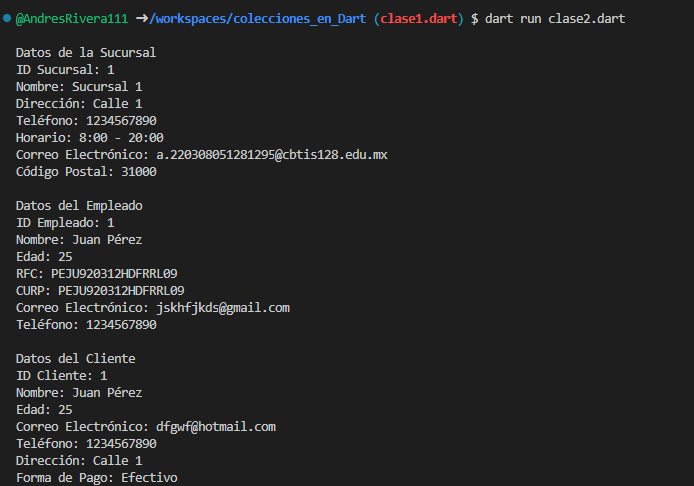 @AndresRivera111 ➜/workspaces/colecciones_en_Dart (clase1.dart) $ dart run clase2.dart
Datos de la Sucursal
ID Sucursal: 1
Nombre: Sucursal 1
Dirección: Calle 1
Teléfono: 1234567890
Horario: 8:00 - 20:00
Correo Electrónico: a.220308051281295@cbtis128.edu.mx
Código Postal: 31000
Datos del Empleado
ID Empleado: 1
Nombre: Juan Pérez
Edad: 25
RFC: PEJU920312HDFRRL09
CURP: PEJU920312HDFRRL09
Correo Electrónico: jskhfjkds@gmail.com
Teléfono: 1234567890
Datos del Cliente
ID Cliente: 1
Nombre: Juan Pérez
Edad: 25
Correo Electrónico: dfgwf@hotmail.com
Teléfono: 1234567890
Dirección: Calle 1
Forma de Pago: Efectivo